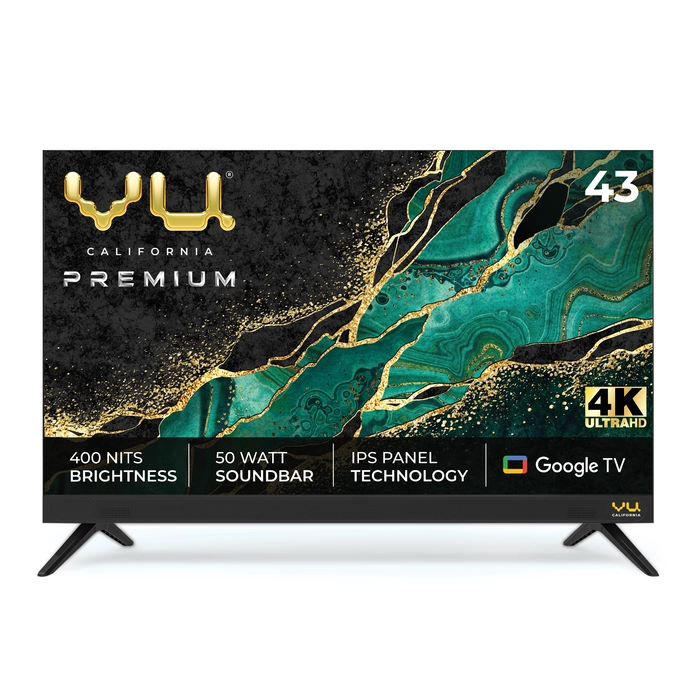 VU ®
CALIFORNIA
PREMIUM
43
4K
ULTRAHD
400 NITS
BRIGHTNESS
50 WATT
SOUNDBAR
IPS PANEL
TECHNOLOGY
Google TV
VU
CALIFORNIA